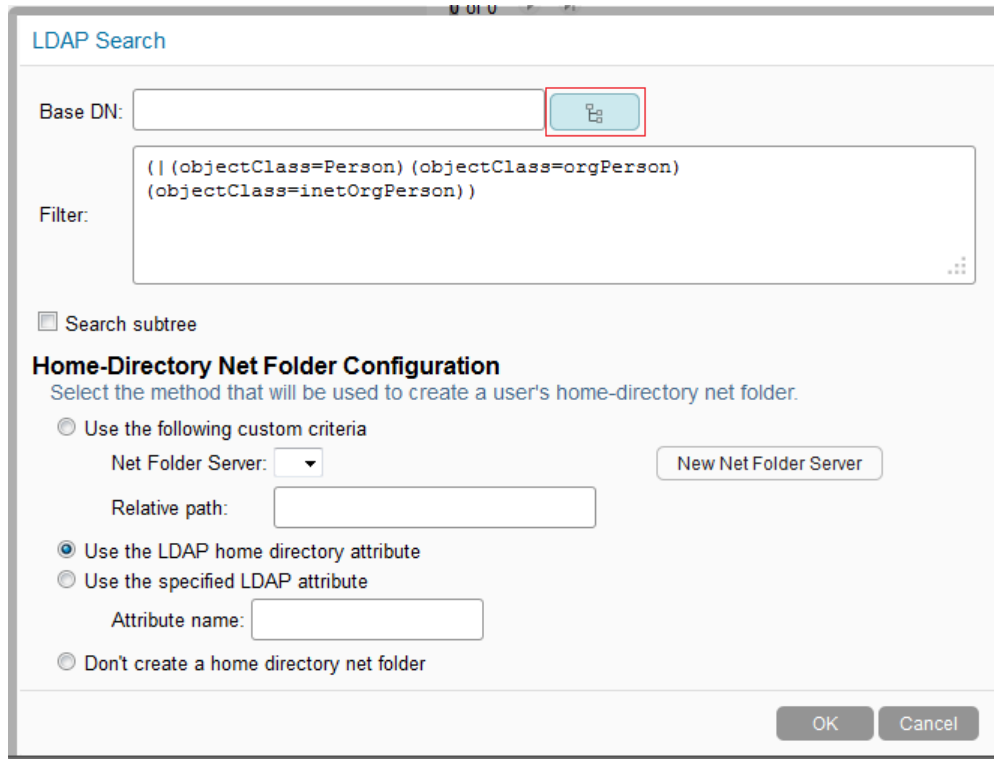 0 of 0
LDAP Search
Base DN:
Filter:
(|(objectClass=Person)(objectClass=orgPerson)
(objectClass=inetOrgPerson))
Search subtree
Home-Directory Net Folder Configuration
Select the method that will be used to create a user's home-directory net folder.
Use the following custom criteria
Net Folder Server:
New Net Folder Server
Relative path:
Use the LDAP home directory attribute
Use the specified LDAP attribute
Attribute name:
Don't create a home directory net folder
OK
Cancel